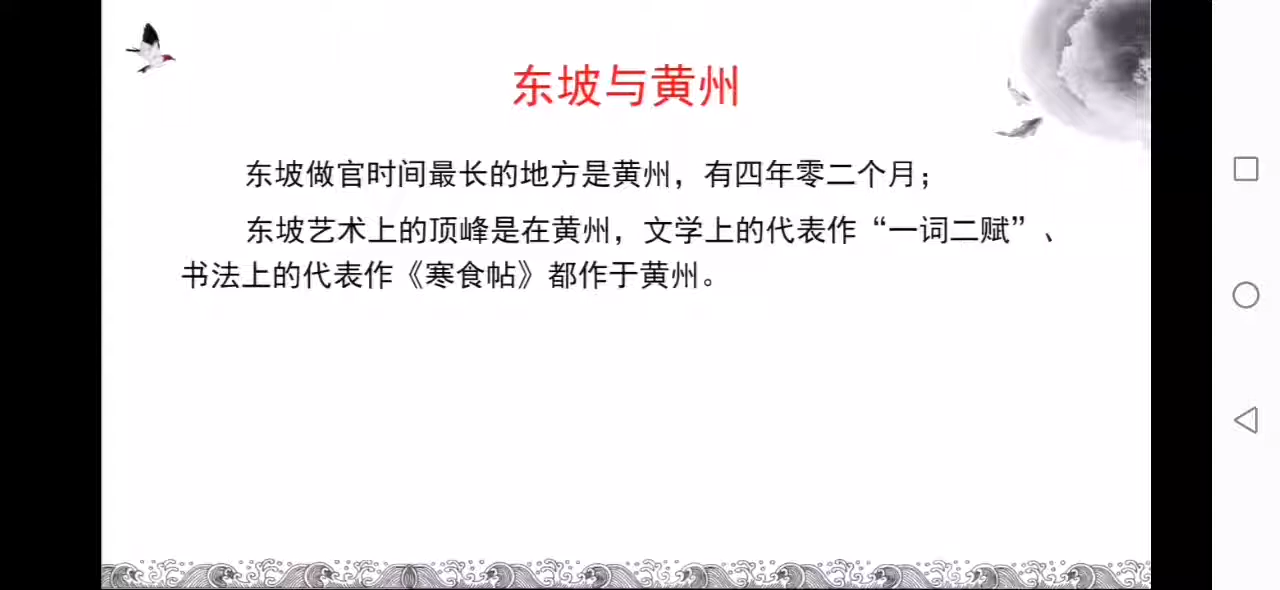 东坡与黄州
东坡做官时间最长的地方是黄州，有四年零二个月；
东坡艺术上的顶峰是在黄州，文学上的代表作“一词二赋”、
书法上的代表作《寒食帖》都作于黄州。